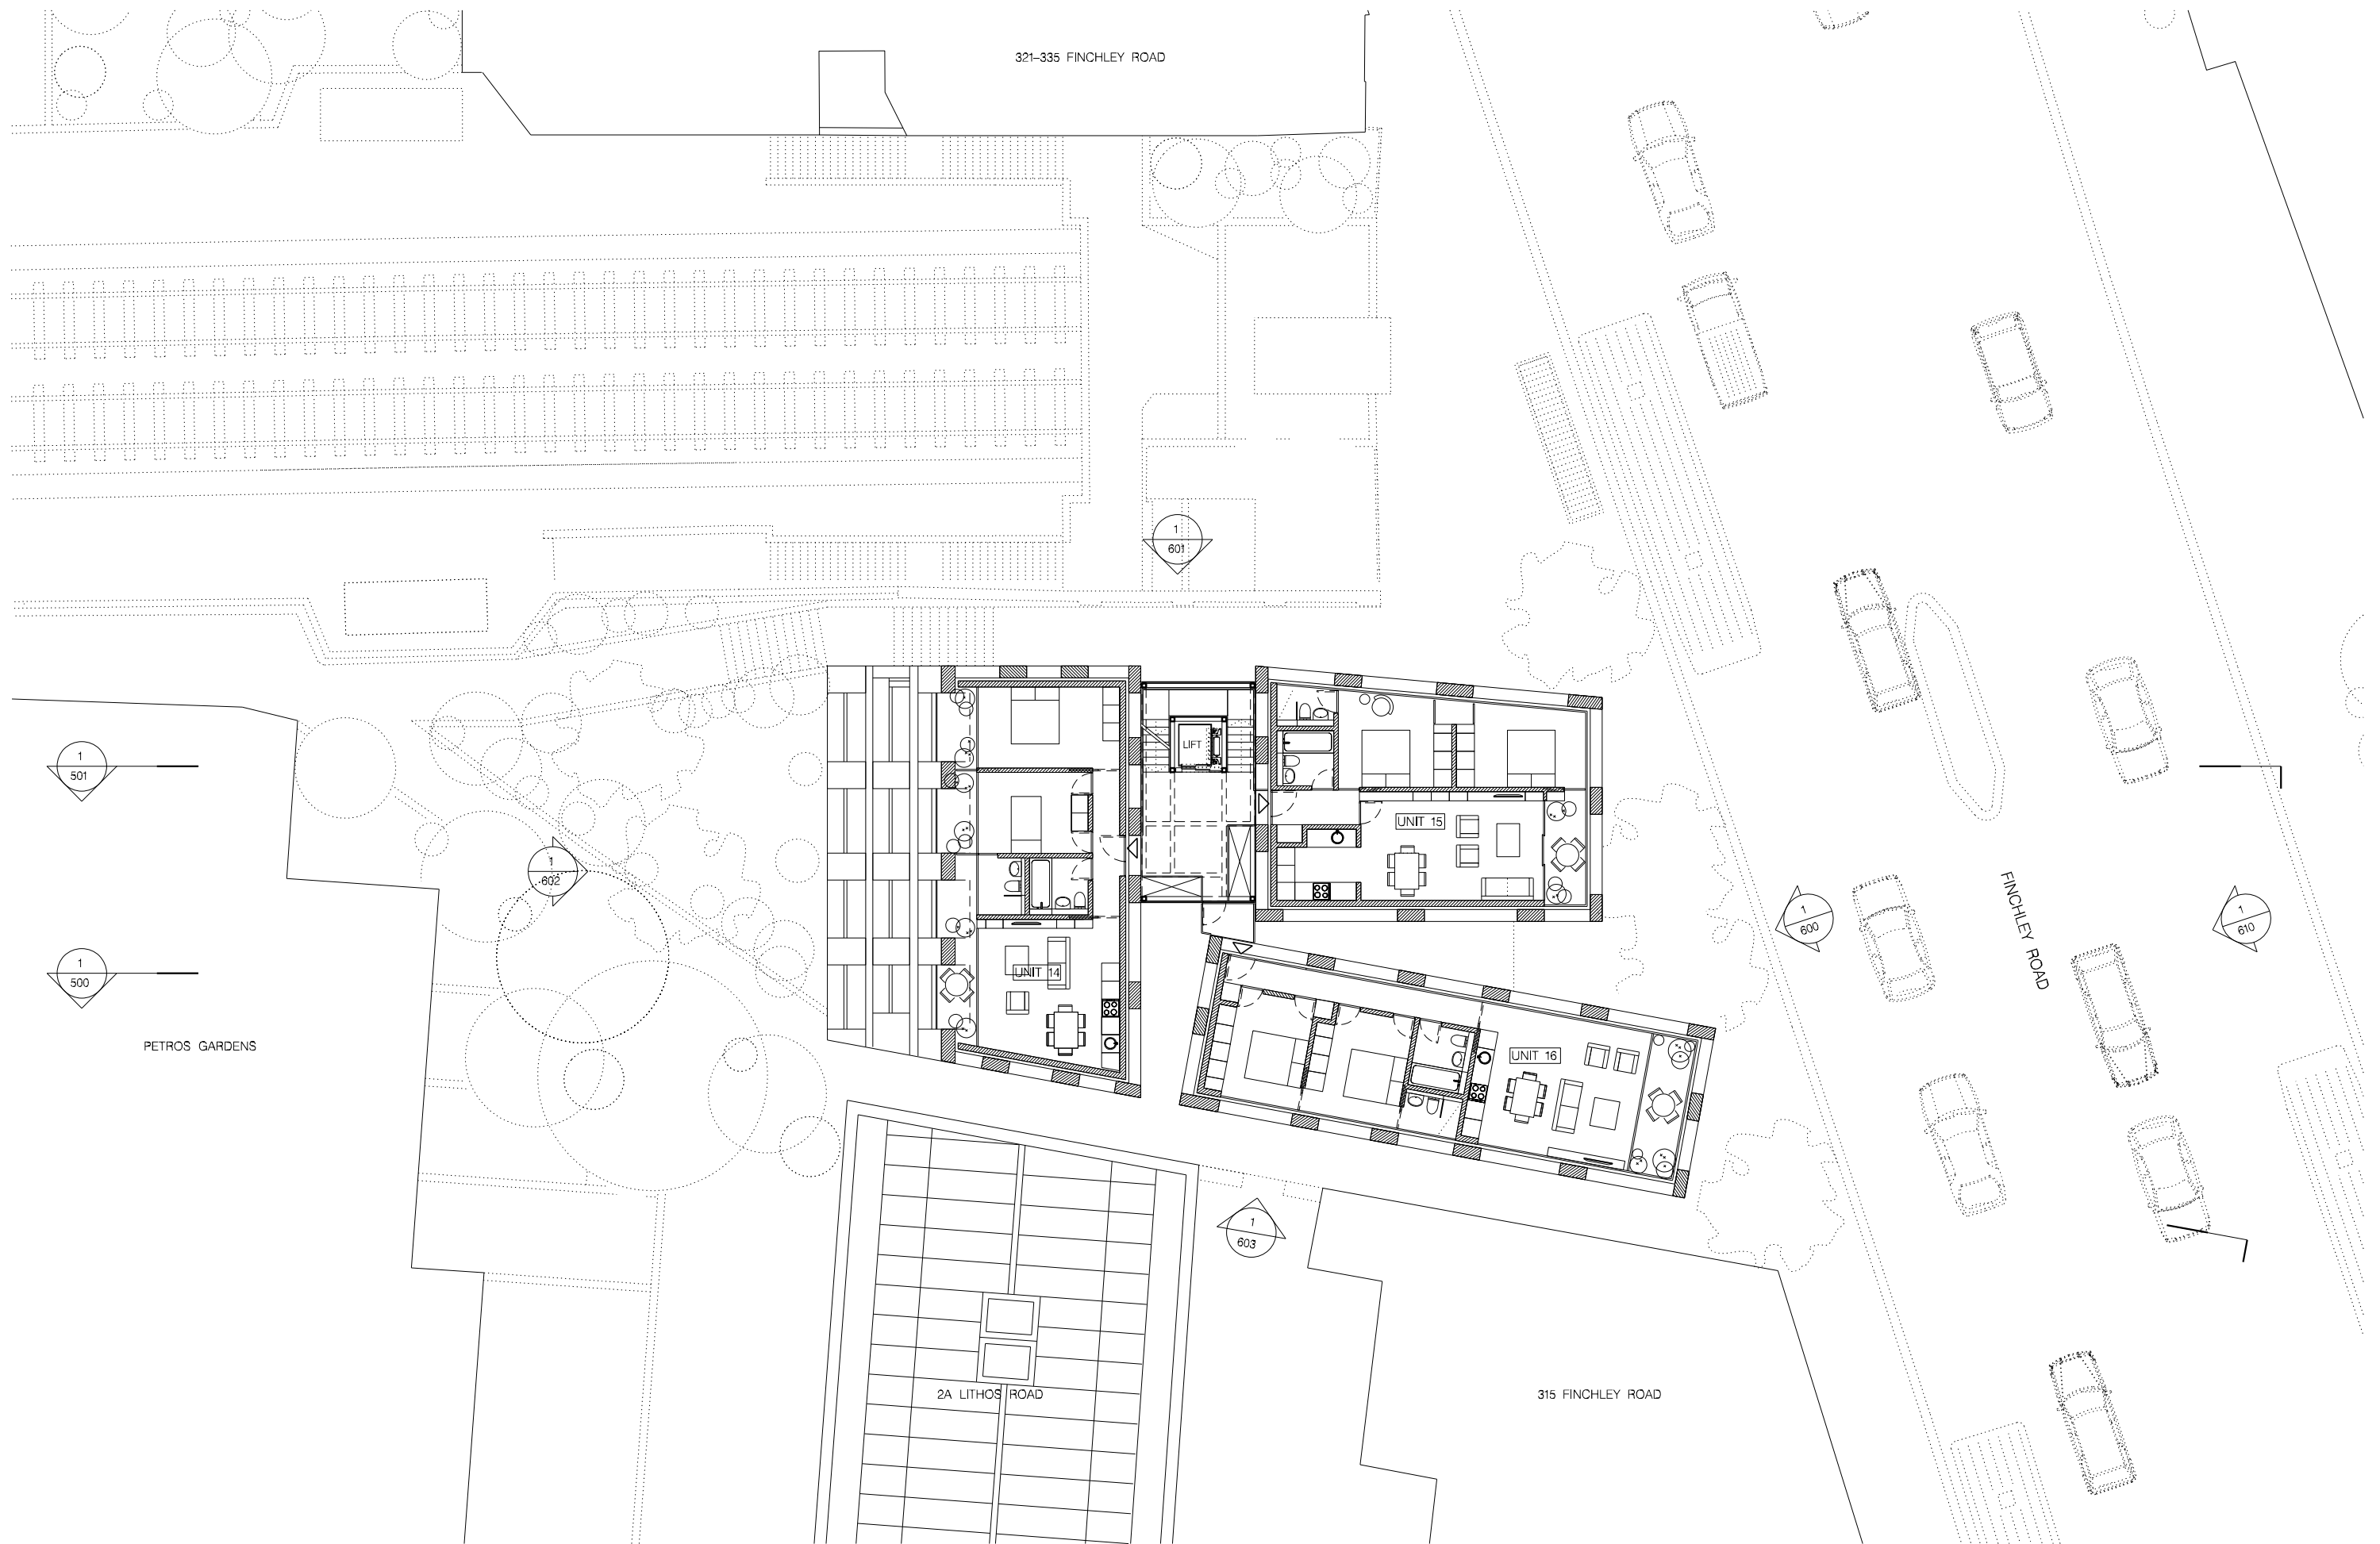 321-335 FINCHLEY ROAD
1
601
LIFT
1
501
UNIT 15
1
602
FINCHLEY ROAD
1
600
1
610
1
500
UNIT 14
PETROS GARDENS
UNIT 16
1
603
2A LITHOS ROAD
315 FINCHLEY ROAD